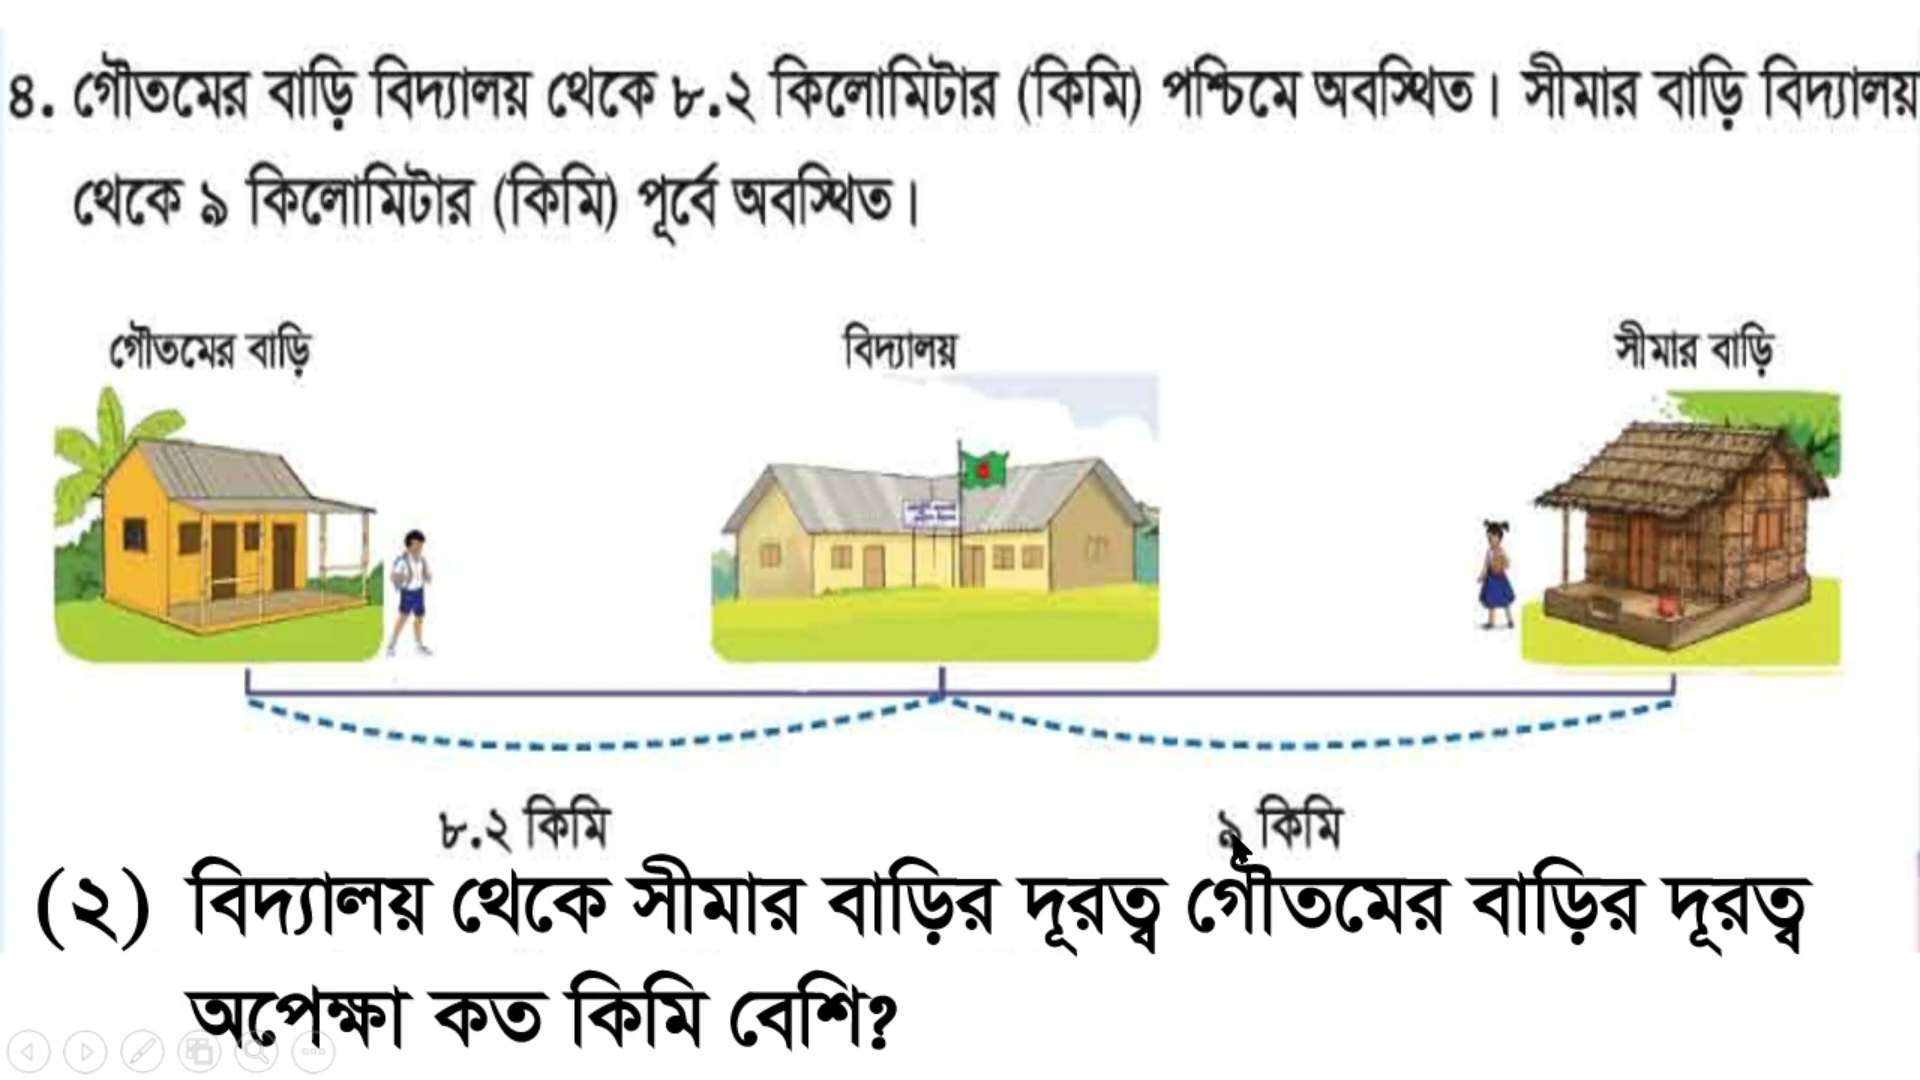 ৪. গৌতমের বাড়ি বিদ্যালয় থেকে ৮.২ কিলোমিটার (কিমি) পশ্চিমে অবস্থিত। সীমার বাড়ি বিদ্যালয়
থেকে ৯ কিলোমিটার (কিমি) পূর্বে অবস্থিত।
গৌতমের বাড়ি
বিদ্যালয়
সীমার বাড়ি
৮.২ কিমি
৯ কিমি
(২) বিদ্যালয় থেকে সীমার বাড়ির দূরত্ব গৌতমের বাড়ির দূরত্ব
অপেক্ষা কত কিমি বেশি?